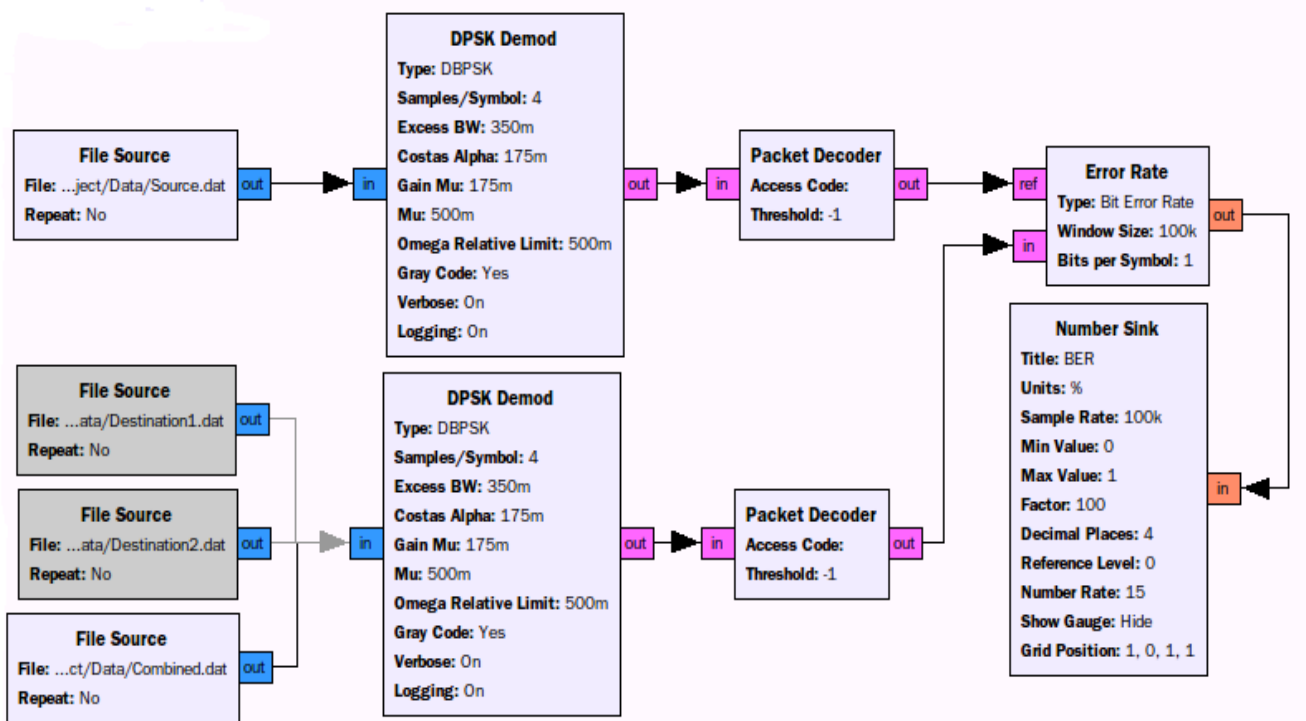 DPSK Demod
Type: DBPSK
Samples/Symbol: 4
Excess BW: 350m
Costas Alpha: 175m
Gain Mu: 175m
Mu: 500m
Omega Relative Limit: 500m
Gray Code: Yes
Verbose: On
Logging: On
in
out
File Source
File: ...ject/Data/Source.dat
Repeat: No
out
Packet Decoder
Access Code:
Threshold: -1
in
out
Error Rate
Type: Bit Error Rate
Window Size: 100k
Bits per Symbol: 1
ref
in
out
Number Sink
Title: BER
Units: %
Sample Rate: 100k
Min Value: 0
Max Value: 1
Factor: 100
Decimal Places: 4
Reference Level: 0
Number Rate: 15
Show Gauge: Hide
Grid Position: 1, 0, 1, 1
in
File Source
File: ...ata/Destination1.dat
Repeat: No
out
File Source
File: ...ata/Destination2.dat
Repeat: No
out
File Source
File: ...ct/Data/Combined.dat
Repeat: No
out
DPSK Demod
Type: DBPSK
Samples/Symbol: 4
Excess BW: 350m
Costas Alpha: 175m
Gain Mu: 175m
Mu: 500m
Omega Relative Limit: 500m
Gray Code: Yes
Verbose: On
Logging: On
in
out
Packet Decoder
Access Code:
Threshold: -1
in
out